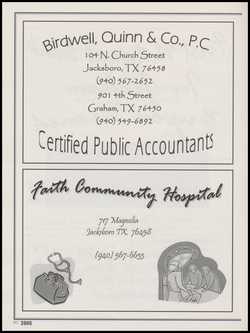 Birdwell, Quinn & Co., P.C.
104 N. Church Street
Jacksboro, TX 76458
(940) 567-2652
901 4th Street
Graham, TX 76450
(940) 549-6892
Certified Public Accountants
Faith Community Hospital
717 Magnolia
Jacksboro TX, 76458
(940) 567-6633
2005